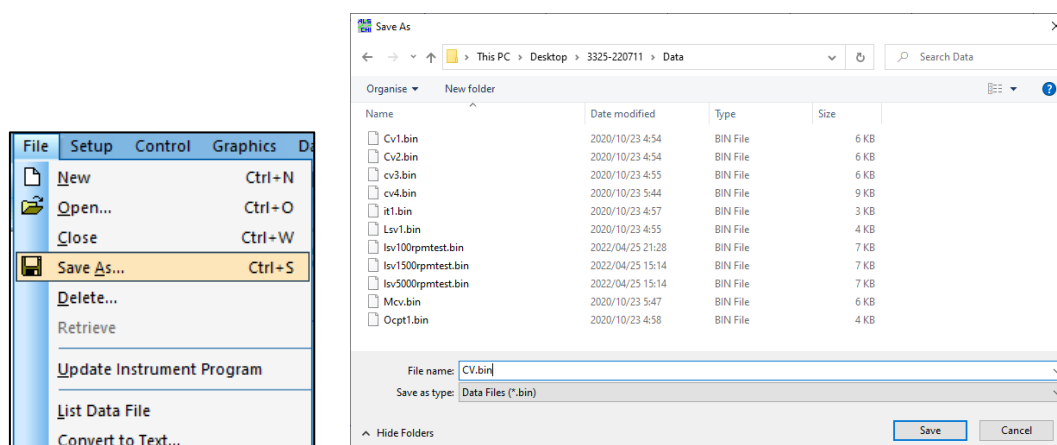 File Setup Control Graphics Da
New Ctrl+N
Open... Ctrl+O
Close Ctrl+W
Save As... Ctrl+S
Delete...
Retrieve
Update Instrument Program
List Data File
Convert to Text...
ALS CHI Save As
This PC > Desktop > 3325-220711 > Data Search Data
Organise New folder ?
Name Date modified Type Size
Cv1.bin 2020/10/23 4:54 BIN File 6 KB
Cv2.bin 2020/10/23 4:54 BIN File 6 KB
cv3.bin 2020/10/23 4:55 BIN File 6 KB
cv4.bin 2020/10/23 5:44 BIN File 9 KB
it1.bin 2020/10/23 4:57 BIN File 3 KB
Lsv1.bin 2020/10/23 4:55 BIN File 4 KB
lsv100rpmtest.bin 2022/04/25 21:28 BIN File 7 KB
lsv1500rpmtest.bin 2022/04/25 15:14 BIN File 7 KB
lsv5000rpmtest.bin 2022/04/25 15:14 BIN File 7 KB
Mcv.bin 2020/10/23 5:47 BIN File 6 KB
Ocpt1.bin 2020/10/23 4:58 BIN File 4 KB
File name: CV.bin
Save as type: Data Files (*.bin)
Hide Folders Save Cancel